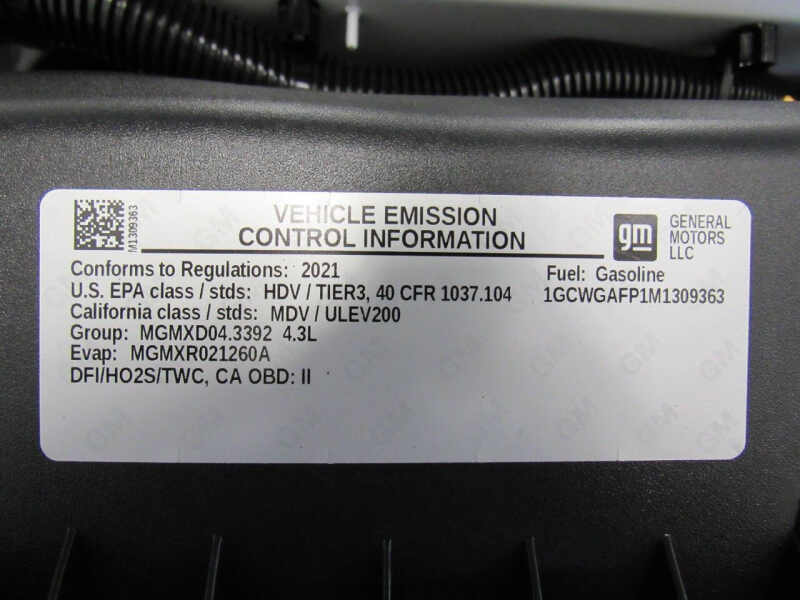 M1309363
VEHICLE EMISSION
CONTROL INFORMATION
gm
GENERAL
MOTORS
LLC
Conforms to Regulations: 2021
Fuel: Gasoline
U.S. EPA class / stds: HDV / TIER3, 40 CFR 1037.104
1GCWGAFP1M1309363
California class / stds: MDV / ULEV200
Group: MGMXD04.3392 4.3L
Evap: MGMXR021260A
DFI/HO2S/TWC, CA OBD: II